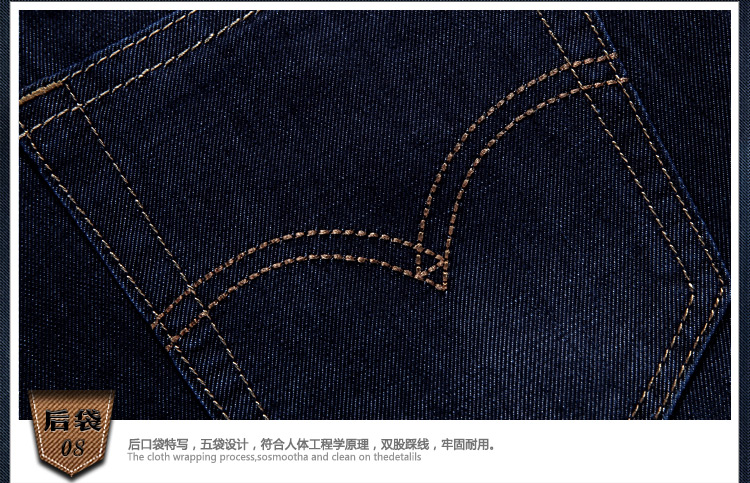 后袋
08
后口袋特写，五袋设计，符合人体工程学原理，双股踩线，牢固耐用。
The cloth wrapping process,sosmootha and clean on thedetalils